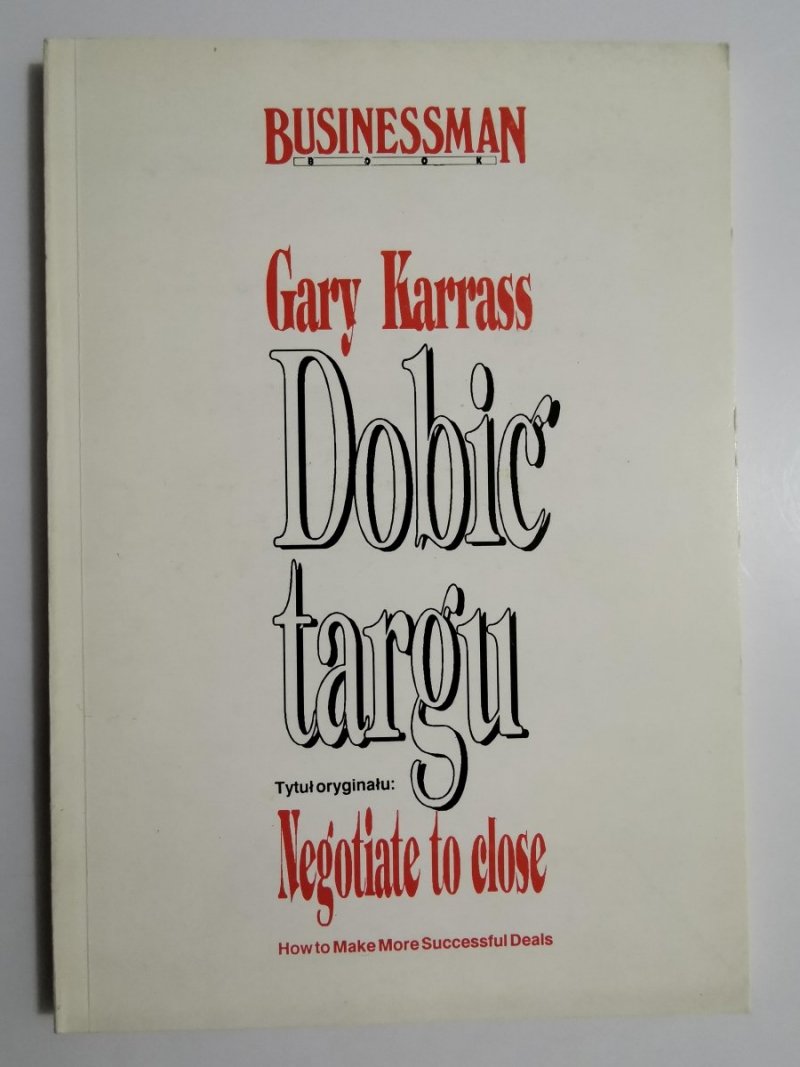 BUSINESSMAN
BOOK
Gary Karrass
Dobić
targu
Tytuł oryginału:
Negotiate to close
How to Make More Successful Deals